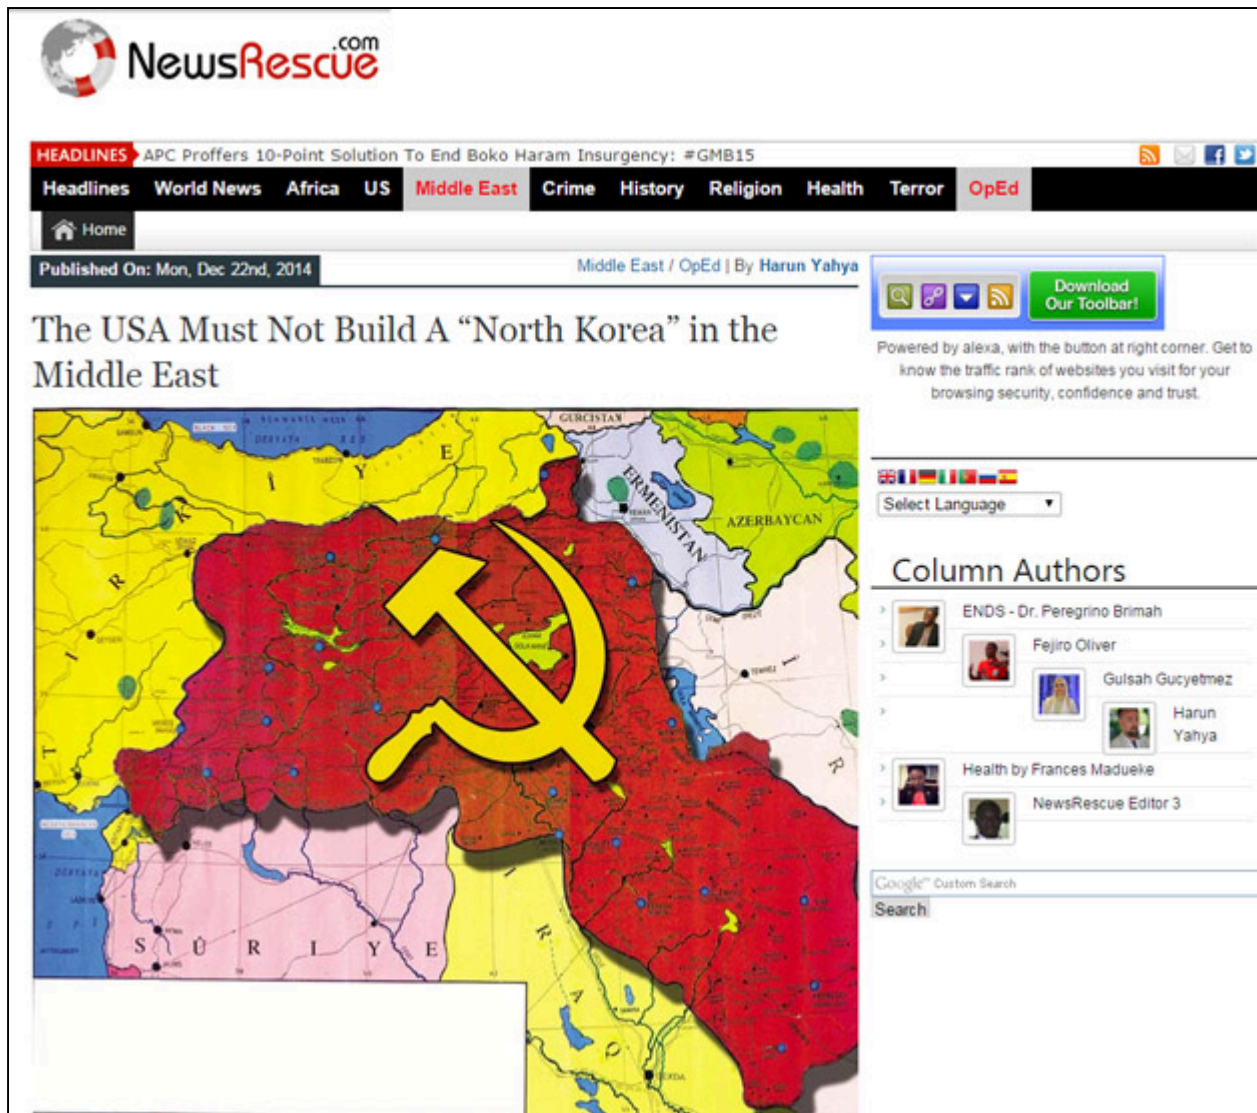 NewsRescue.com
HEADLINES APC Proffers 10-Point Solution To End Boko Haram Insurgency: #GMB15
Headlines World News Africa US Middle East Crime History Religion Health Terror OpEd
Home
Published On: Mon, Dec 22nd, 2014
Middle East / OpEd | By Harun Yahya
The USA Must Not Build A “North Korea” in the
Middle East
GURCISTAN
ERMENISTAN
AZERBAYCAN
T I R K Î Y E
SÛRIYE
I R A Q
Download
Our Toolbar!
Powered by alexa, with the button at right corner. Get to
know the traffic rank of websites you visit for your
browsing security, confidence and trust.
Select Language
Column Authors
ENDS - Dr. Peregrino Brimah
Fejiro Oliver
Gulsah Gucyetmez
Harun
Yahya
Health by Frances Madueke
NewsRescue Editor 3
Google™ Custom Search
Search